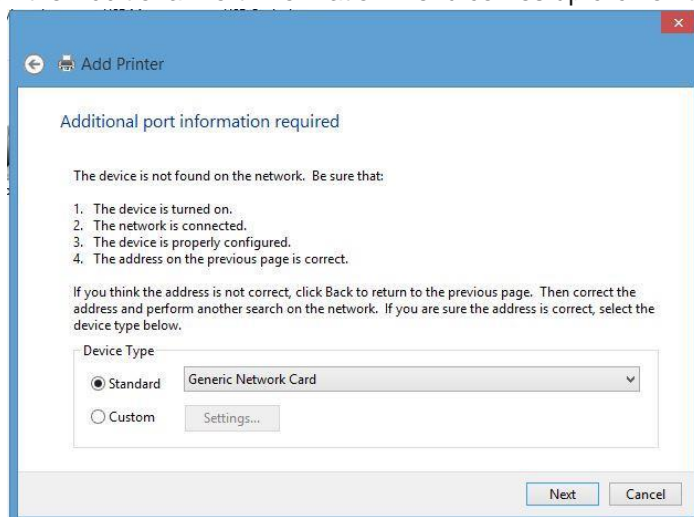 Add Printer
Additional port information required
The device is not found on the network. Be sure that:
1. The device is turned on.
2. The network is connected.
3. The device is properly configured.
4. The address on the previous page is correct.
If you think the address is not correct, click Back to return to the previous page. Then correct the
address and perform another search on the network. If you are sure the address is correct, select the
device type below.
Device Type
Standard
Generic Network Card
Custom
Settings...
Next
Cancel